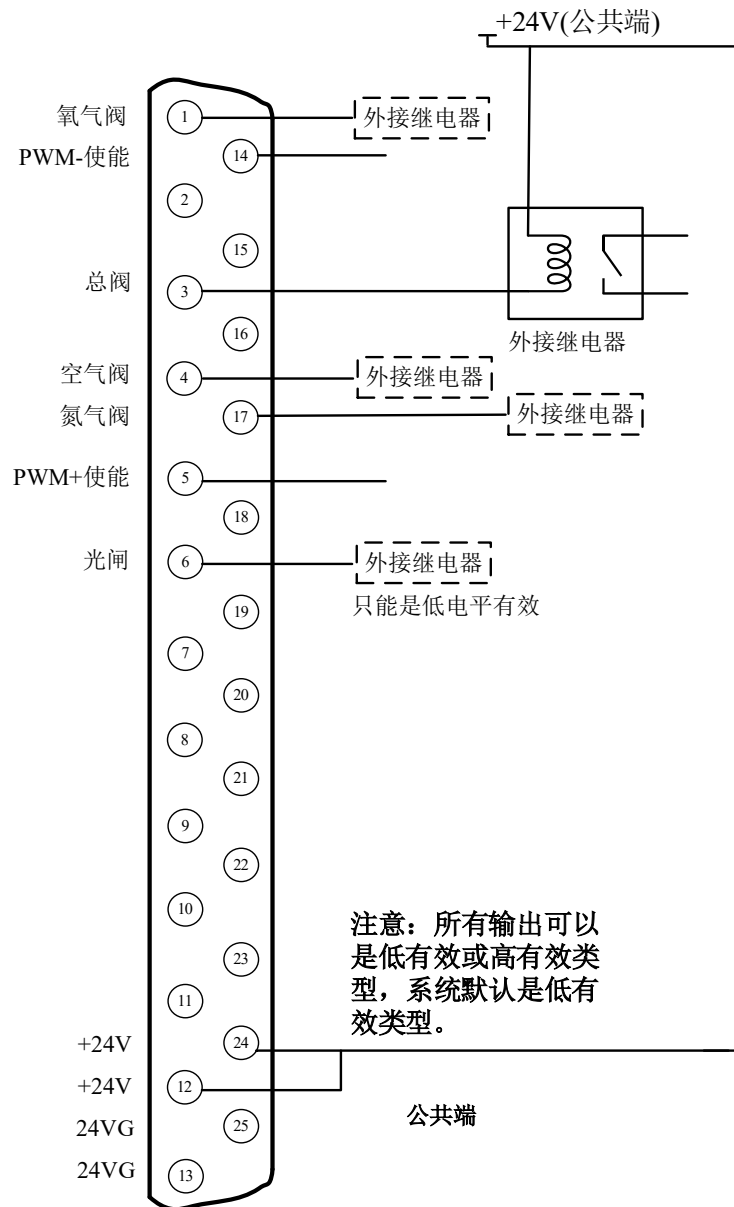 +24V(公共端)
氧气阀
1
外接继电器
PWM-使能
14
2
15
总阀
3
16
外接继电器
空气阀
4
外接继电器
氮气阀
17
外接继电器
PWM+使能
5
18
光闸
6
外接继电器
只能是低电平有效
19
7
20
8
21
9
22
10
注意：所有输出可以
是低有效或高有效类
型，系统默认是低有
效类型。
23
11
+24V
24
+24V
12
公共端
24VG
25
24VG
13